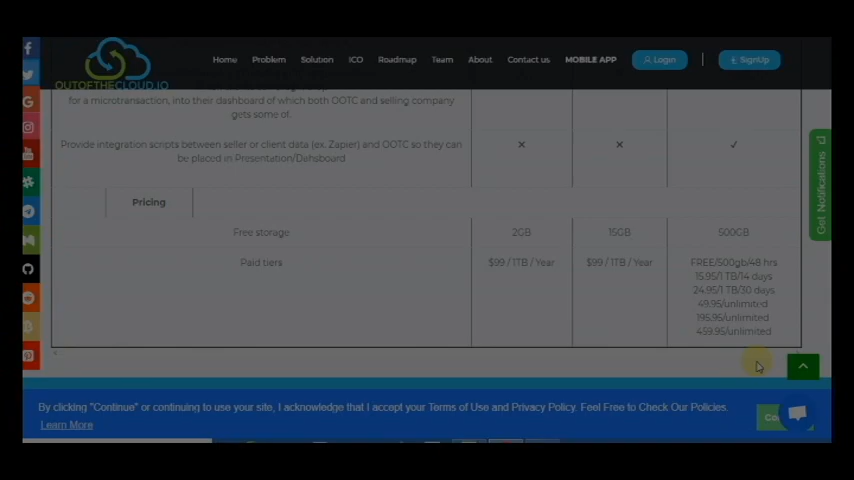 Home Problem Solution ICO Roadmap Team About Contact us MOBILE APP Login SignUp
OUTOFTHECLOUD.IO
for a microtransaction, into their dashboard of which both OOTC and selling company
gets some of.
Provide integration scripts between seller or client data (ex. Zapier) and OOTC so they can
be placed in Presentation/Dahsboard
✕ ✕ ✓
Pricing
Free storage 2GB 15GB 500GB
Paid tiers $99 / 1TB / Year $99 / 1TB / Year FREE/500gb/48 hrs
15.95/1 TB/14 days
24.95/1 TB/30 days
49.95/unlimited
195.95/unlimited
459.95/unlimited
Get Notifications
By clicking "Continue" or continuing to use your site, I acknowledge that I accept your Terms of Use and Privacy Policy. Feel Free to Check Our Policies.
Learn More